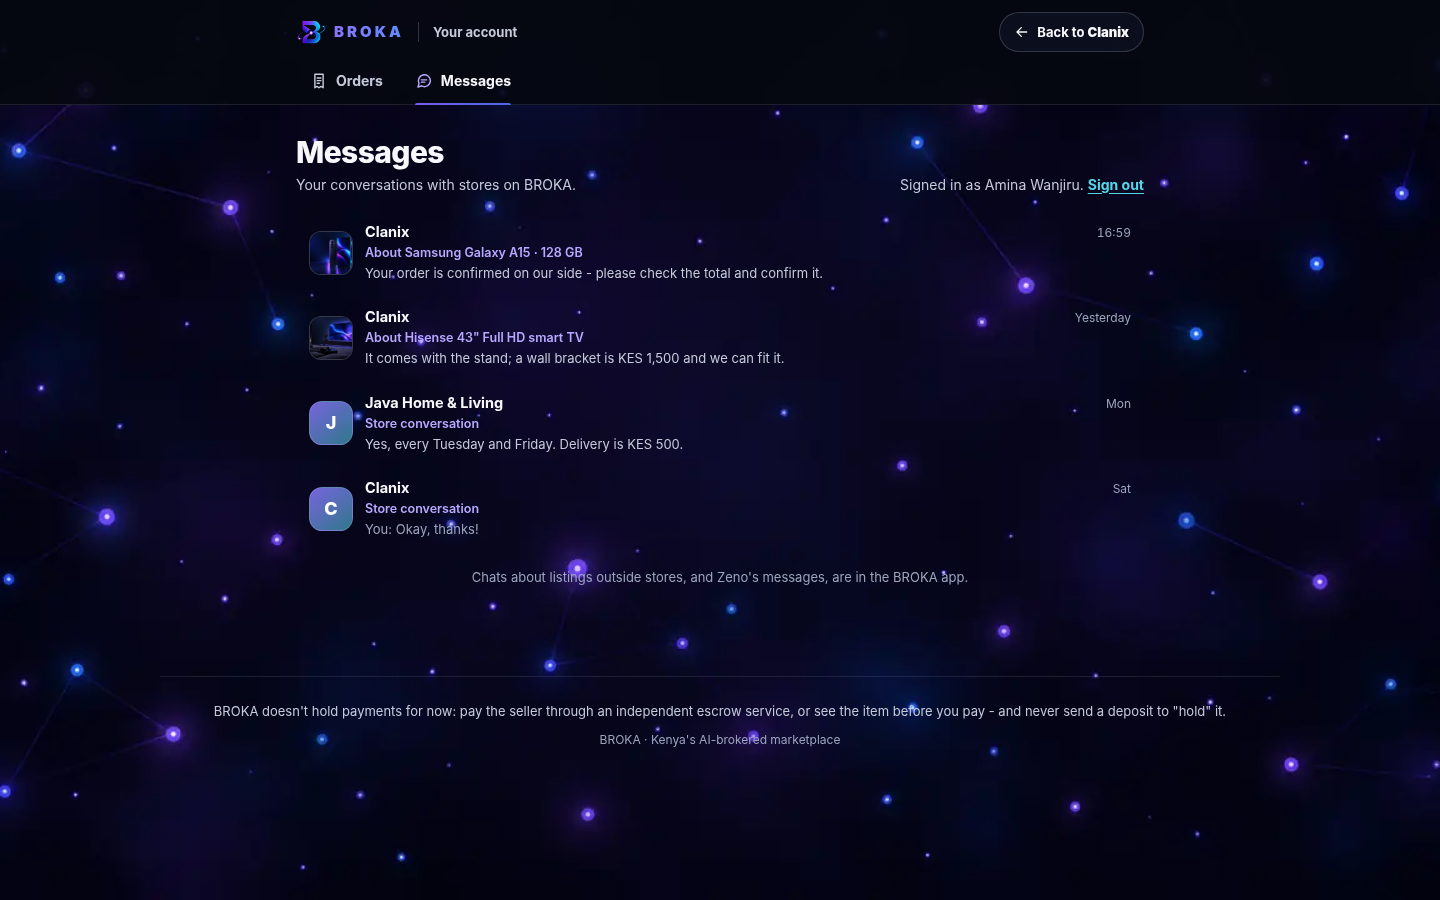 BROKA
Your account
Back to Clanix
Orders
Messages
Messages
Your conversations with stores on BROKA.
Signed in as Amina Wanjiru. Sign out
Clanix
16:59
About Samsung Galaxy A15 · 128 GB
Your order is confirmed on our side - please check the total and confirm it.
Clanix
Yesterday
About Hisense 43" Full HD smart TV
It comes with the stand; a wall bracket is KES 1,500 and we can fit it.
J
Java Home & Living
Mon
Store conversation
Yes, every Tuesday and Friday. Delivery is KES 500.
C
Clanix
Sat
Store conversation
You: Okay, thanks!
Chats about listings outside stores, and Zeno's messages, are in the BROKA app.
BROKA doesn't hold payments for now: pay the seller through an independent escrow service, or see the item before you pay - and never send a deposit to "hold" it.
BROKA · Kenya's AI-brokered marketplace